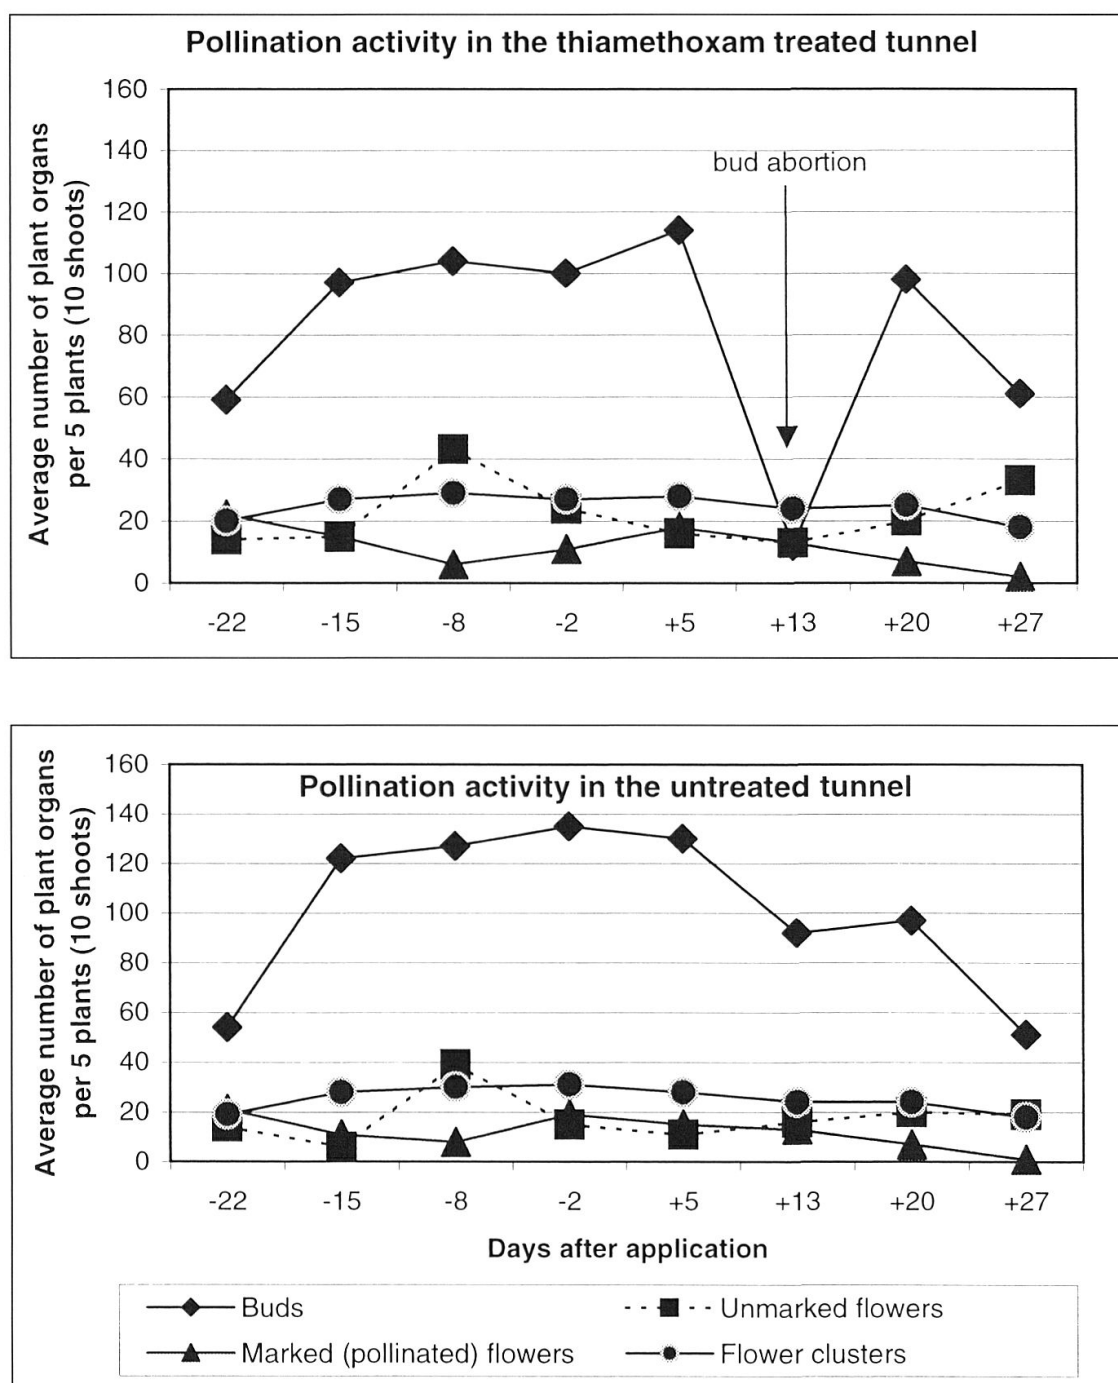 Pollination activity in the thiamethoxam treated tunnel
Average number of plant organs
per 5 plants (10 shoots)
160
140
120
100
80
60
40
20
0
bud abortion
-22 -15 -8 -2 +5 +13 +20 +27
Pollination activity in the untreated tunnel
Average number of plant organs
per 5 plants (10 shoots)
160
140
120
100
80
60
40
20
0
-22 -15 -8 -2 +5 +13 +20 +27
Days after application
Buds
Unmarked flowers
Marked (pollinated) flowers
Flower clusters